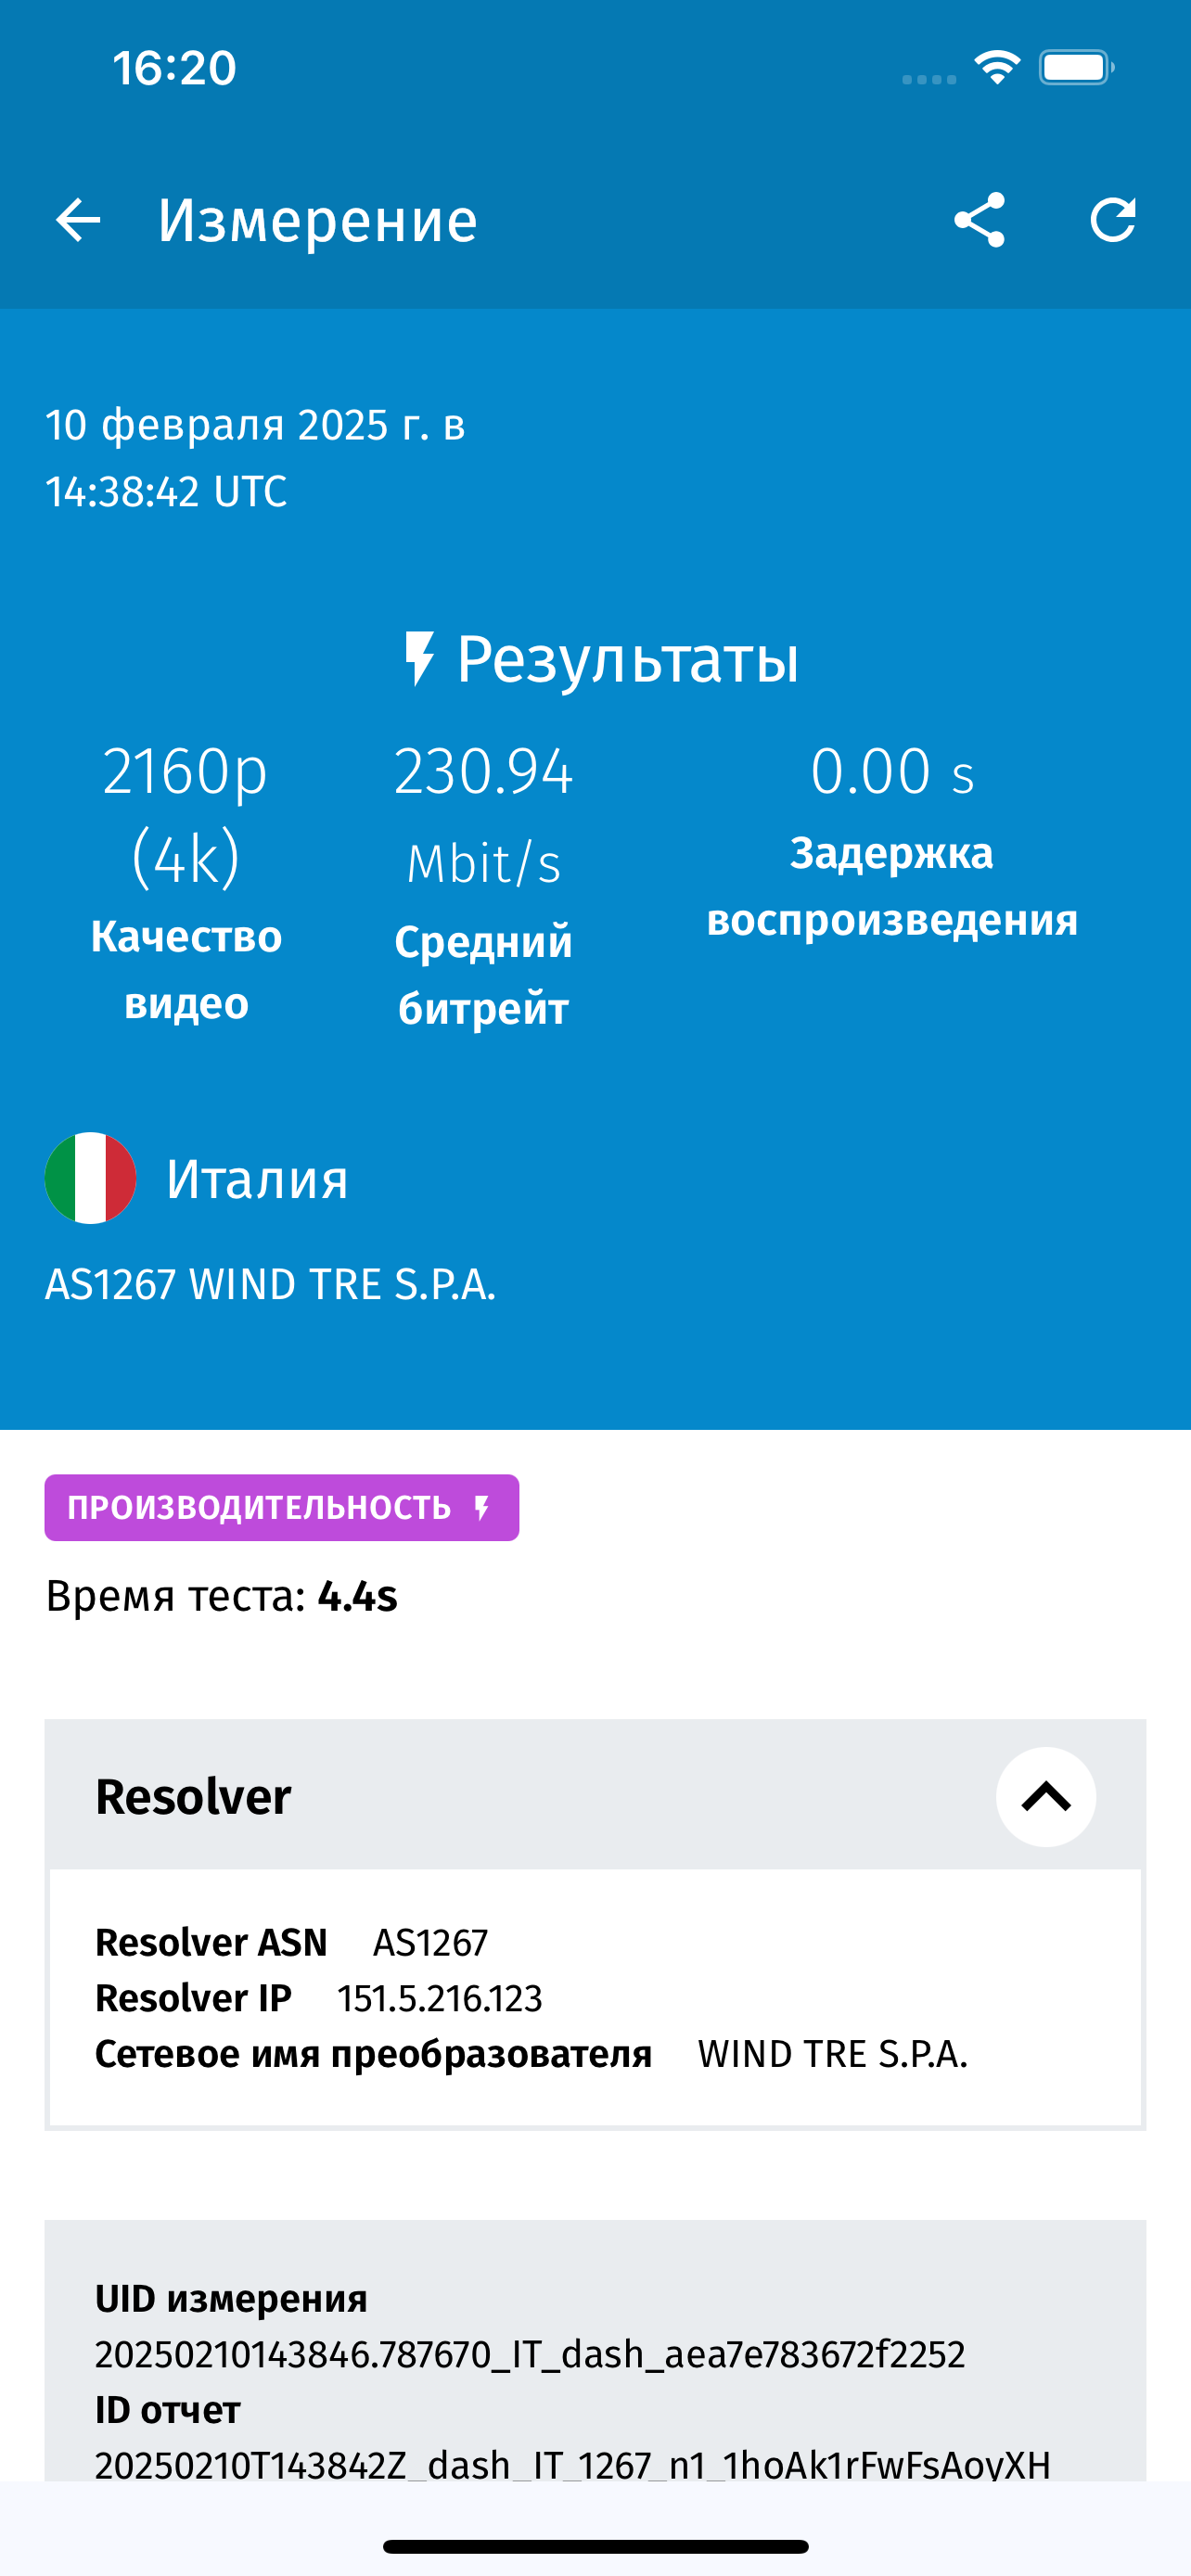 16:20
Измерение
10 февраля 2025 г. в
14:38:42 UTC
Результаты
2160p
(4k)
Качество
видео
230.94
Mbit/s
Средний
битрейт
0.00 s
Задержка
воспроизведения
Италия
AS1267 WIND TRE S.P.A.
ПРОИЗВОДИТЕЛЬНОСТЬ
Время теста: 4.4s
Resolver
Resolver ASN AS1267
Resolver IP 151.5.216.123
Сетевое имя преобразователя WIND TRE S.P.A.
UID измерения
20250210143846.787670_IT_dash_aea7e783672f2252
ID отчет
20250210T143842Z_dash_IT_1267_n1_1hoAk1rFwFsAoyXH